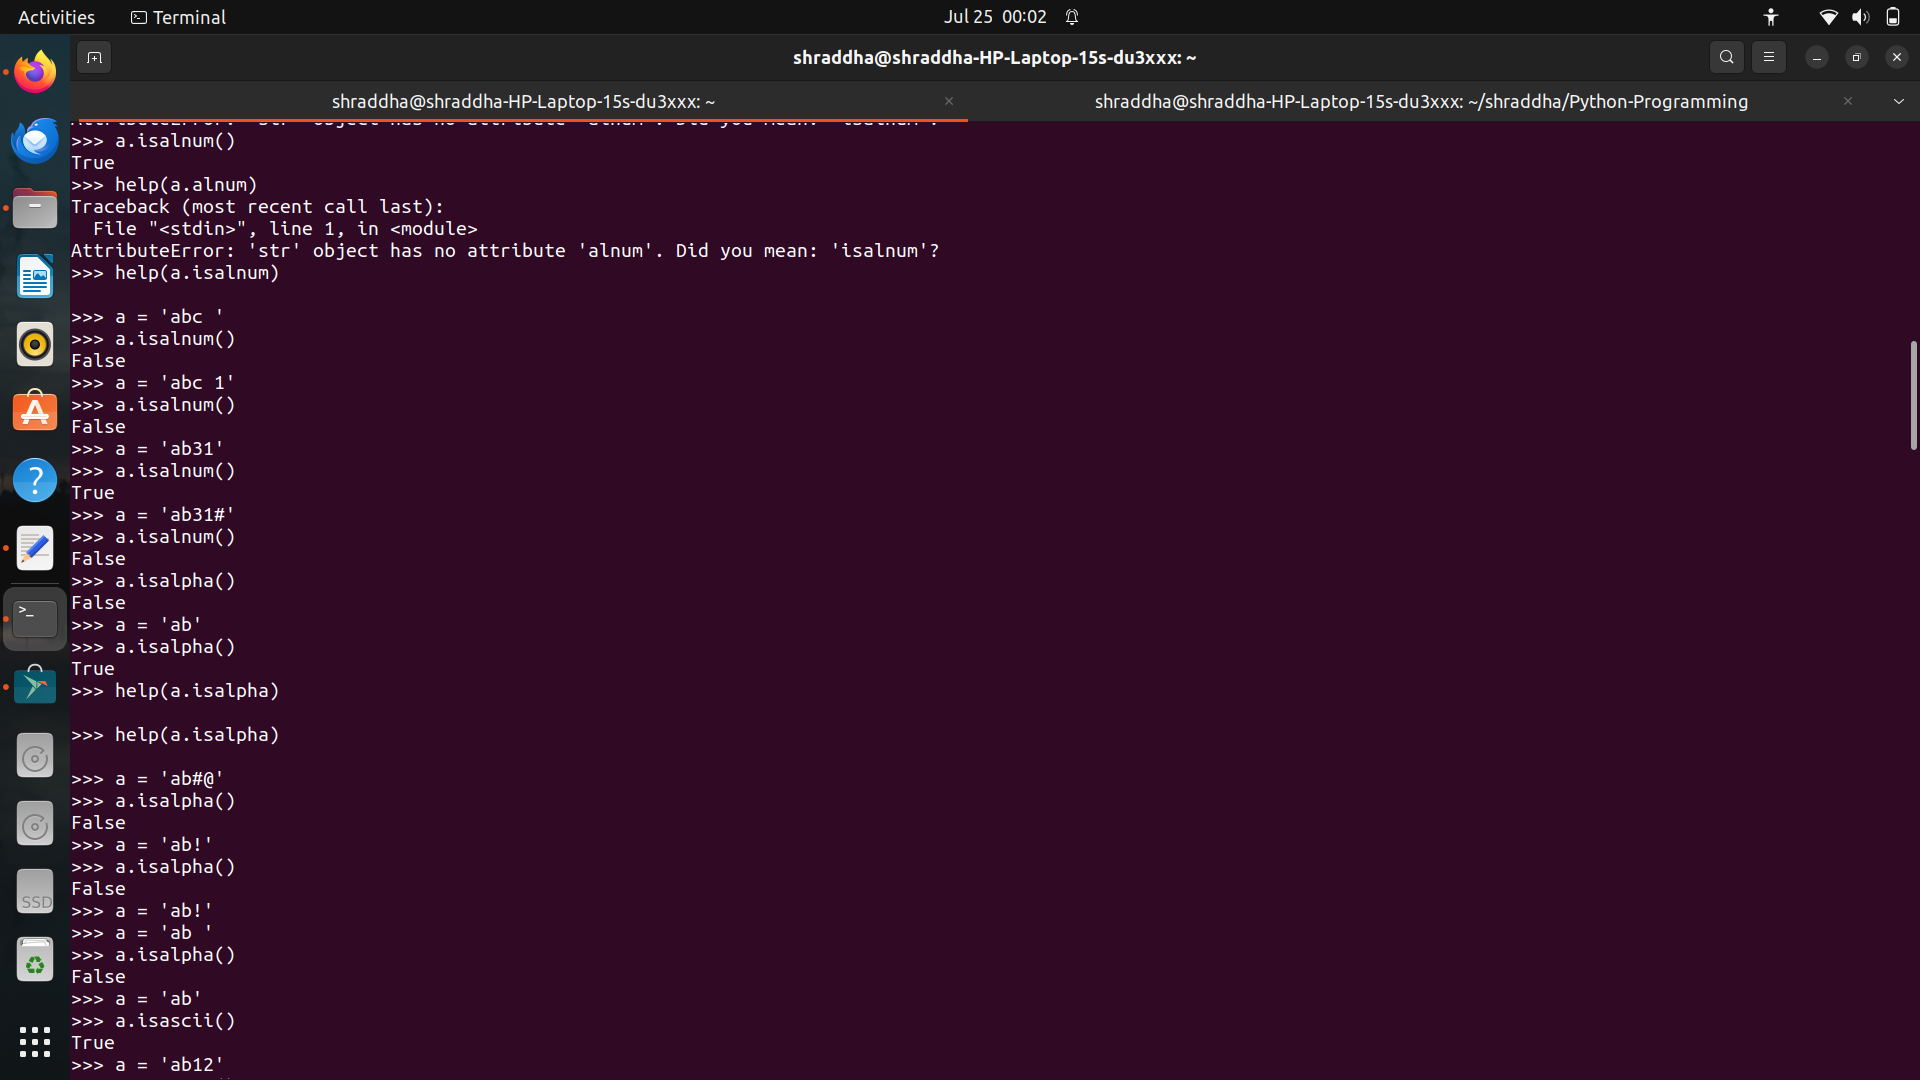 Activities
Terminal
Jul 25 00:02
shraddha@shraddha-HP-Laptop-15s-du3xxx: ~
shraddha@shraddha-HP-Laptop-15s-du3xxx: ~
shraddha@shraddha-HP-Laptop-15s-du3xxx: ~/shraddha/Python-Programming
>>> a.isalnum()
True
>>> help(a.alnum)
Traceback (most recent call last):
  File "<stdin>", line 1, in <module>
AttributeError: 'str' object has no attribute 'alnum'. Did you mean: 'isalnum'?
>>> help(a.isalnum)
>>> a = 'abc '
>>> a.isalnum()
False
>>> a = 'abc 1'
>>> a.isalnum()
False
>>> a = 'ab31'
>>> a.isalnum()
True
>>> a = 'ab31#'
>>> a.isalnum()
False
>>> a.isalpha()
False
>>> a = 'ab'
>>> a.isalpha()
True
>>> help(a.isalpha)
>>> help(a.isalpha)
>>> a = 'ab#@'
>>> a.isalpha()
False
>>> a = 'ab!'
>>> a.isalpha()
False
>>> a = 'ab!'
>>> a = 'ab '
>>> a.isalpha()
False
>>> a = 'ab'
>>> a.isascii()
True
>>> a = 'ab12'
SSD